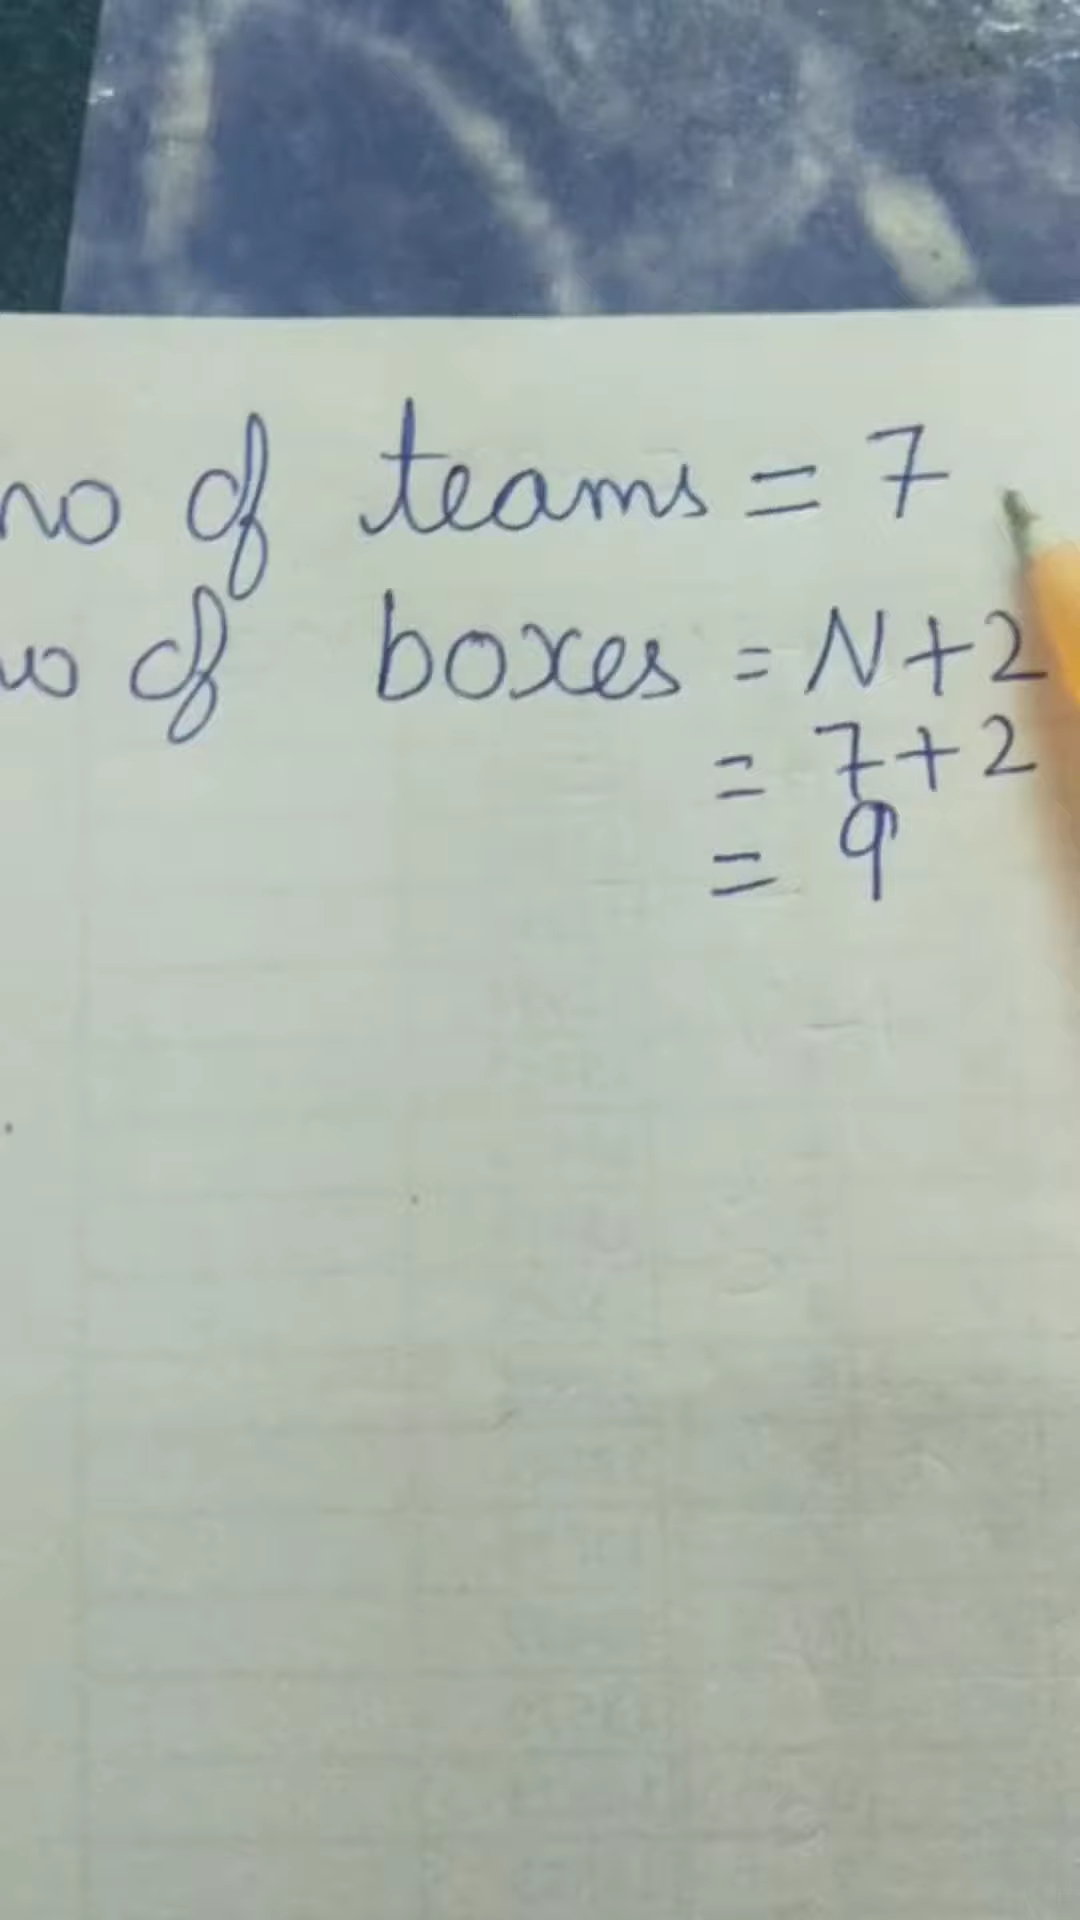 no of teams = 7
no of boxes = N+2
= 7+2
= 9